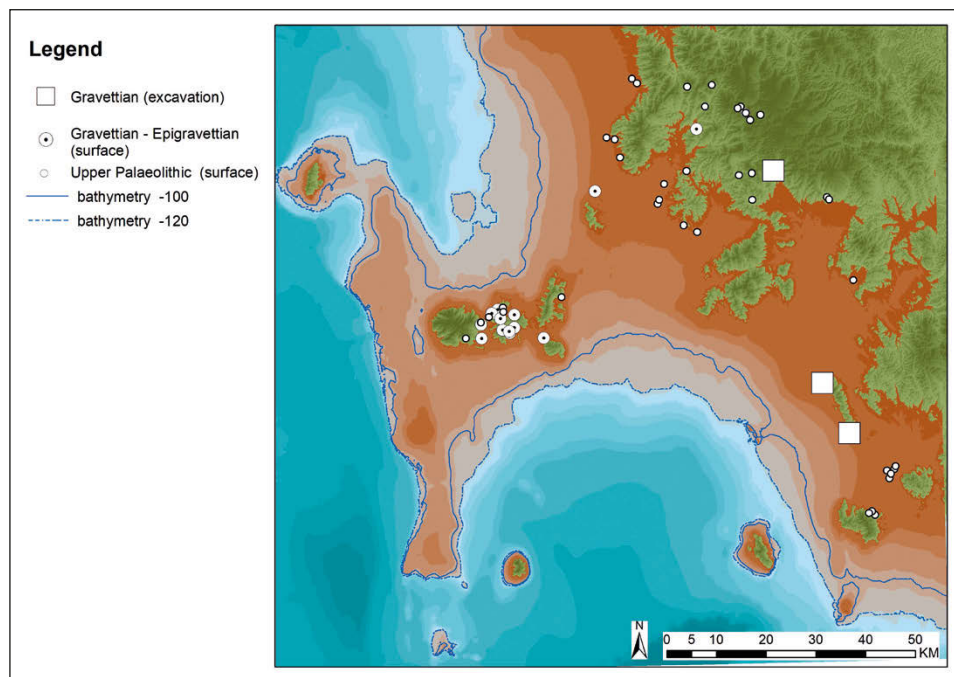 Legend
Gravettian (excavation)
Gravettian - Epigravettian
(surface)
Upper Palaeolithic (surface)
bathymetry -100
bathymetry -120
N
0 5 10 20 30 40 50
KM